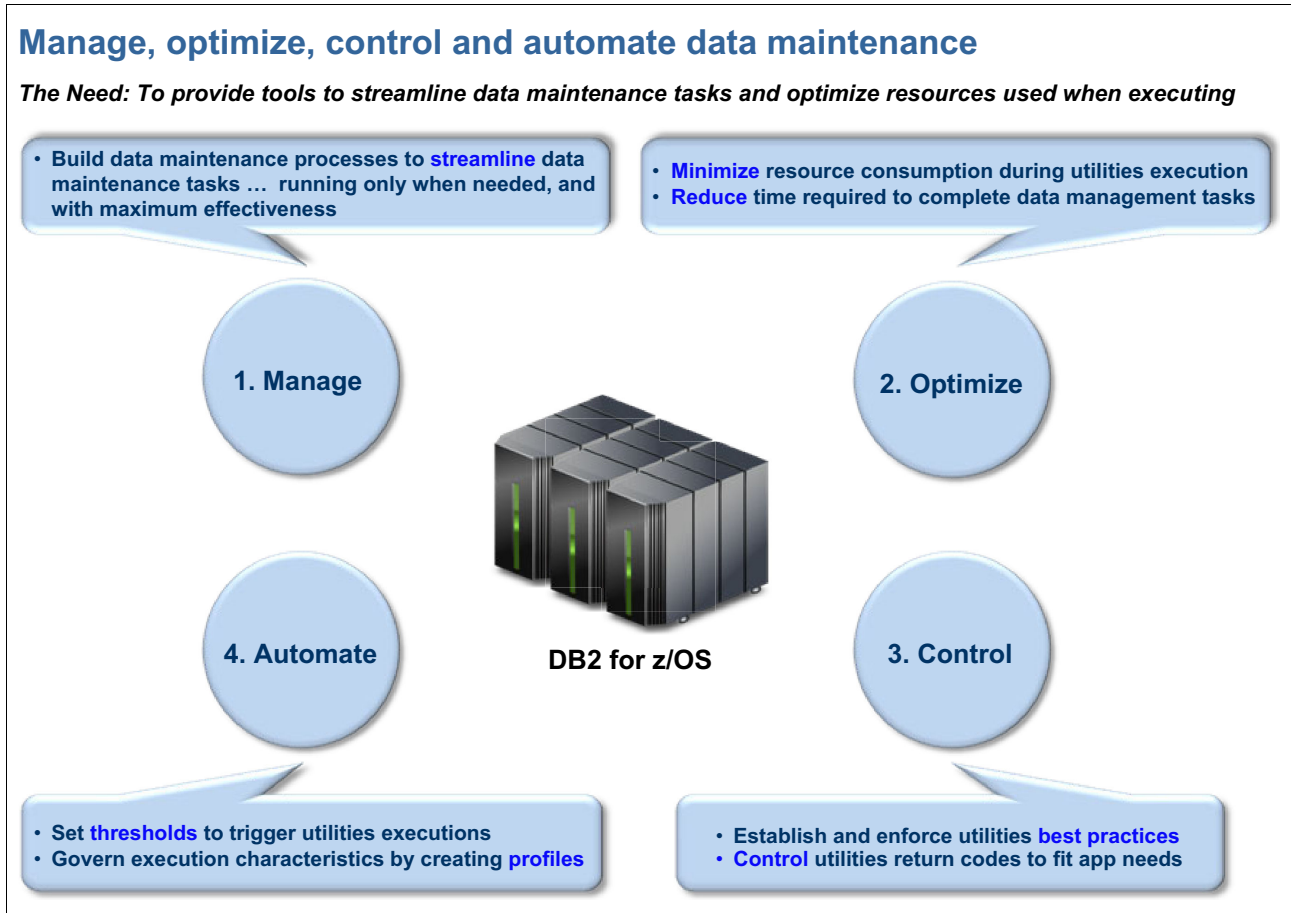 Manage, optimize, control and automate data maintenance
The Need: To provide tools to streamline data maintenance tasks and optimize resources used when executing
• Build data maintenance processes to streamline data
maintenance tasks … running only when needed, and
with maximum effectiveness
• Minimize resource consumption during utilities execution
• Reduce time required to complete data management tasks
1. Manage
2. Optimize
4. Automate
DB2 for z/OS
3. Control
• Set thresholds to trigger utilities executions
• Govern execution characteristics by creating profiles
• Establish and enforce utilities best practices
• Control utilities return codes to fit app needs